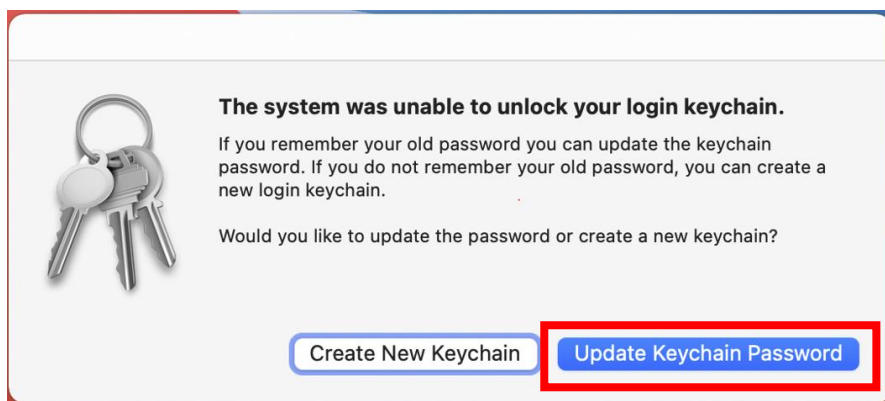 The system was unable to unlock your login keychain.
If you remember your old password you can update the keychain
password. If you do not remember your old password, you can create a
new login keychain.
Would you like to update the password or create a new keychain?
Create New Keychain
Update Keychain Password